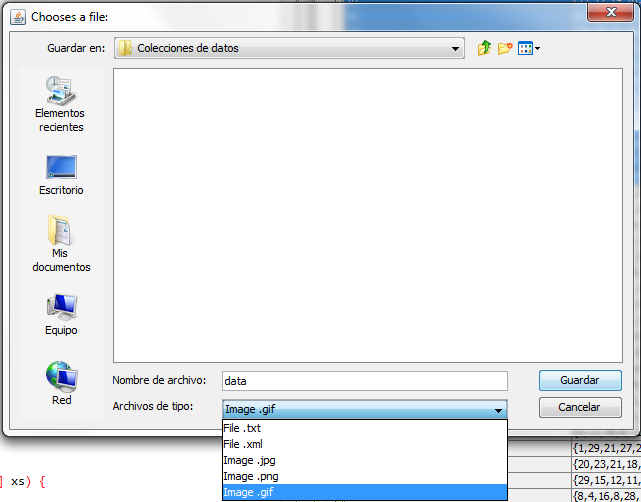 Chooses a file:
Guardar en: Colecciones de datos
Elementos
recientes
Escritorio
Mis
documentos
Equipo
Red
Nombre de archivo: data Guardar
Archivos de tipo: Image .gif Cancelar
File .txt
File .xml
Image .jpg
Image .png
Image .gif
{1,29,21,27,2
{20,23,21,18,
] xs) { {29,15,12,11,
{8,4,16,8,28,